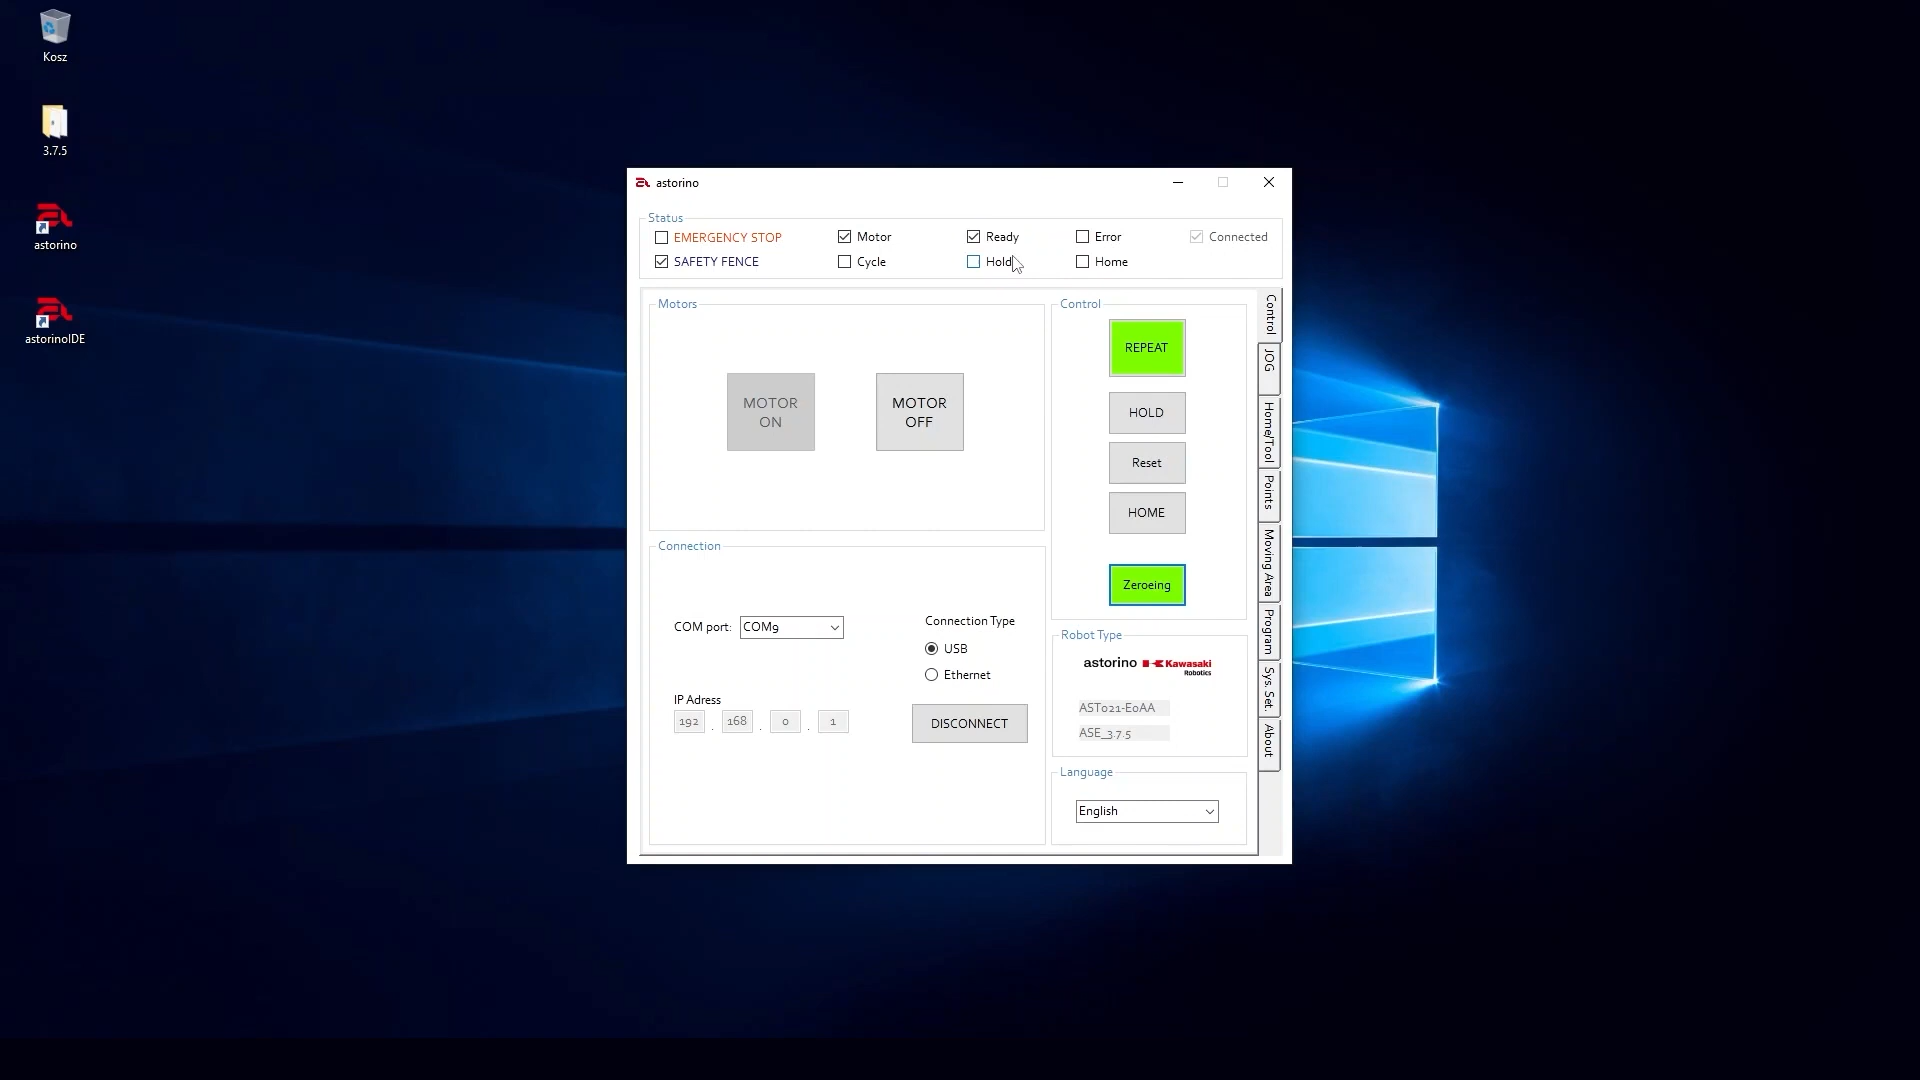 Kosz
3.7.5
astorino
astorinoIDE
astorino
Status
EMERGENCY STOP
Motor
Ready
Error
Connected
SAFETY FENCE
Cycle
Hold
Home
Motors
MOTOR
ON
MOTOR
OFF
Connection
COM port:
COM9
Connection Type
USB
Ethernet
IP Adress
192 . 168 . 0 . 1
DISCONNECT
Control
REPEAT
HOLD
Reset
HOME
Zeroeing
Robot Type
astorino Kawasaki
Robotics
AST021-E0AA
ASE_3.7.5
Language
English
Control
JOG
Home/Tool
Points
Moving Area
Program
Sys. Set.
About